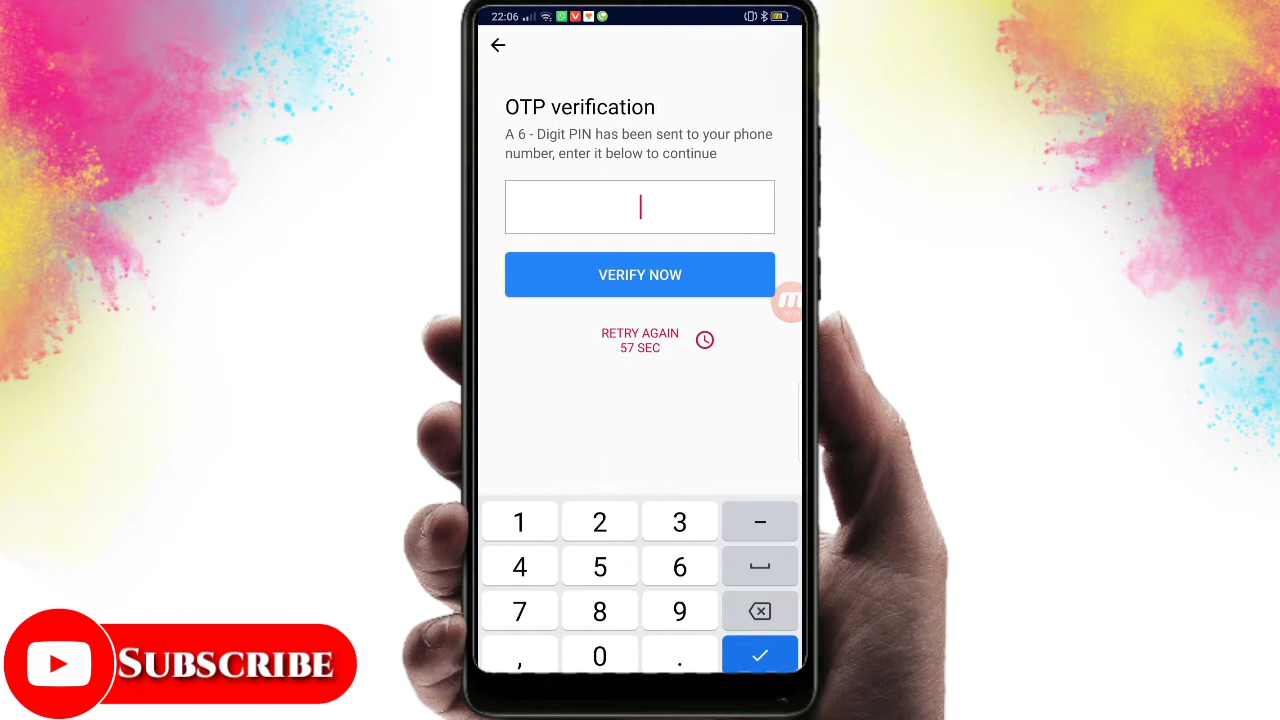 22:06
OTP verification
A 6 - Digit PIN has been sent to your phone
number, enter it below to continue
VERIFY NOW
RETRY AGAIN
57 SEC
1 2 3 –
4 5 6
7 8 9
, 0 .
SUBSCRIBE